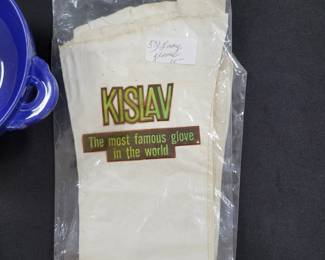 KISLAV
The most famous glove
in the world